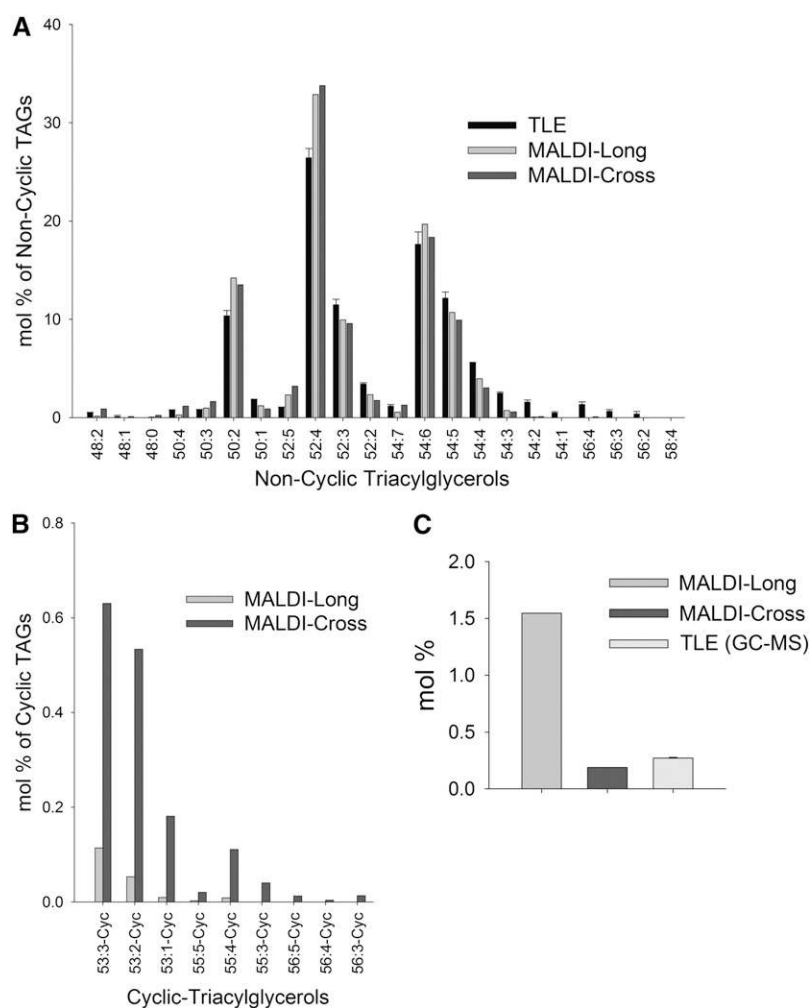 A
mol % of Non-Cyclic TAGs
40
30
20
10
0
TLE
MALDI-Long
MALDI-Cross
48:2
48:1
48:0
50:4
50:3
50:2
50:1
52:5
52:4
52:3
52:2
54:7
54:6
54:5
54:4
54:3
54:2
54:1
56:4
56:3
56:2
58:4
Non-Cyclic Triacylglycerols
B
mol % of Cyclic TAGs
0.8
0.6
0.4
0.2
0.0
MALDI-Long
MALDI-Cross
53:3-Cyc
53:2-Cyc
53:1-Cyc
55:5-Cyc
55:4-Cyc
55:3-Cyc
56:5-Cyc
56:4-Cyc
56:3-Cyc
Cyclic-Triacylglycerols
C
mol %
2.0
1.5
1.0
0.5
0.0
MALDI-Long
MALDI-Cross
TLE (GC-MS)